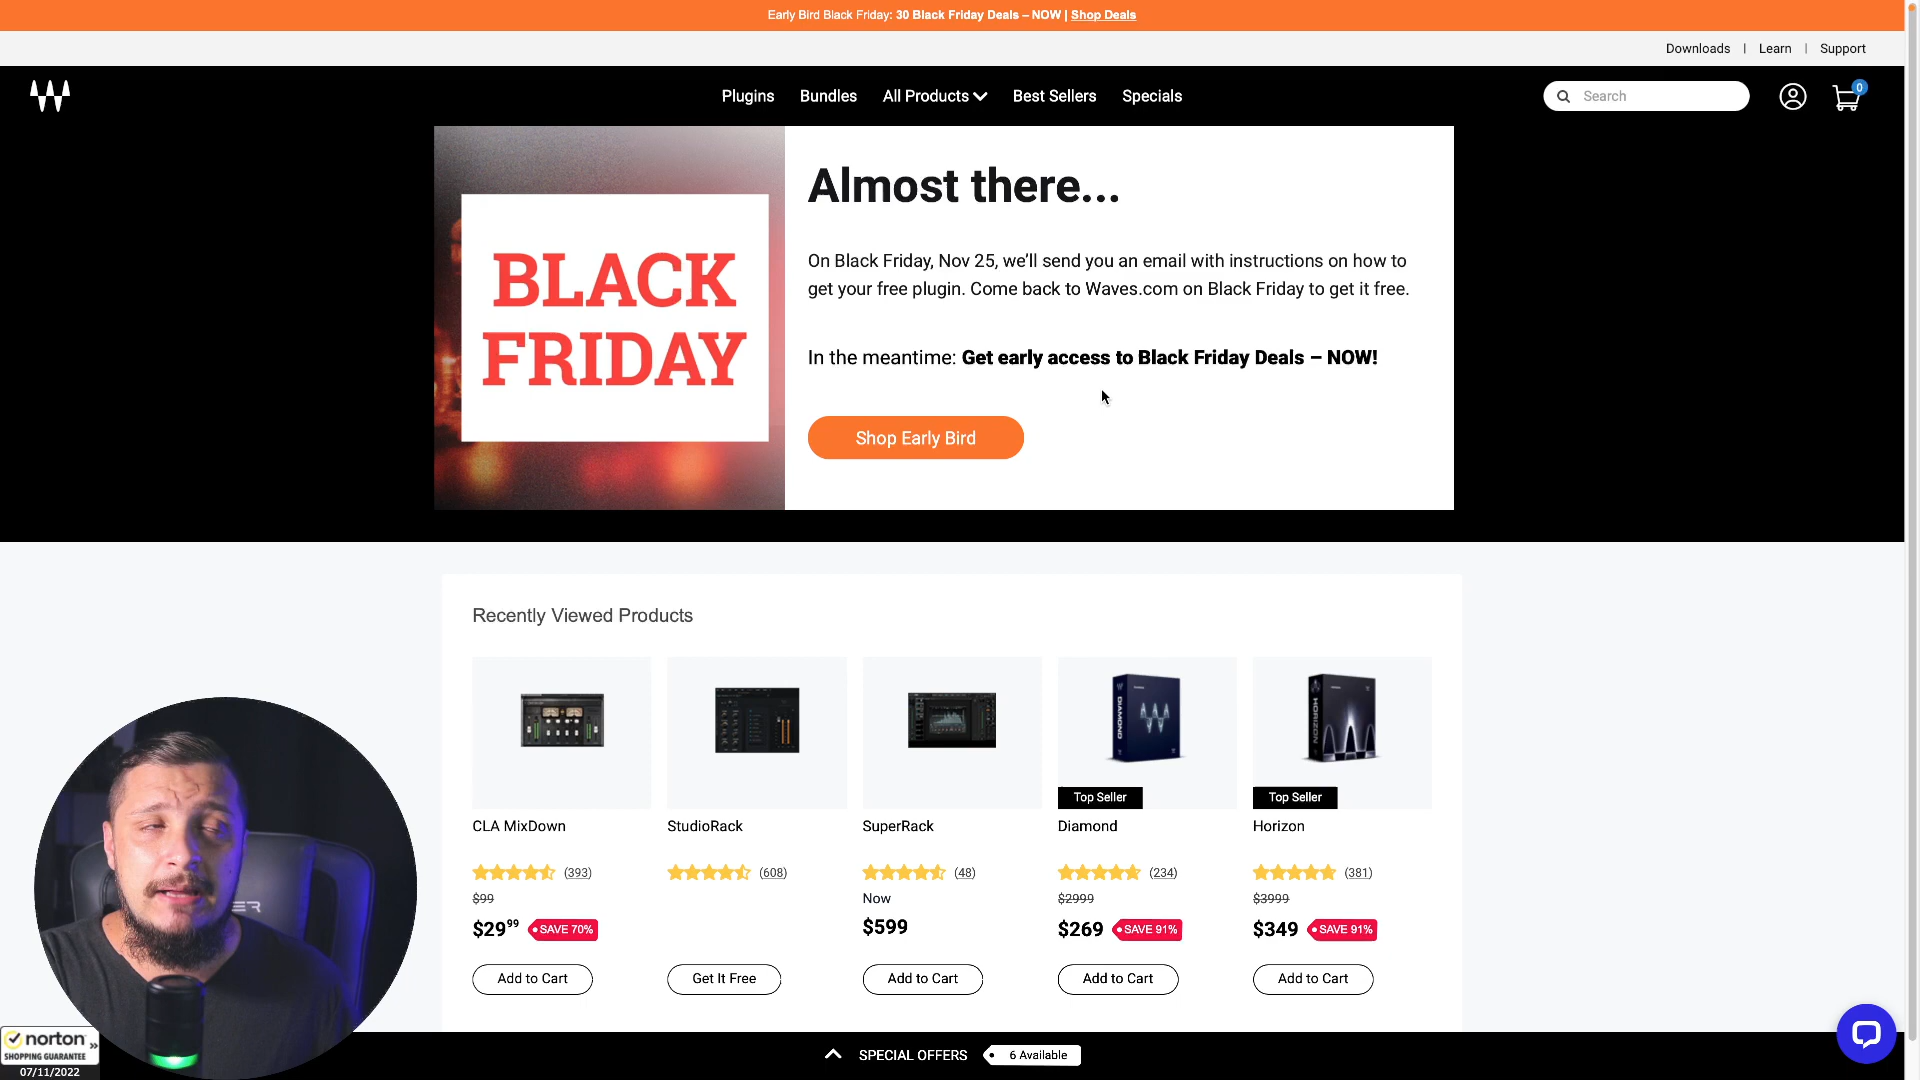 Early Bird Black Friday: 30 Black Friday Deals – NOW | Shop Deals
Downloads | Learn | Support
Plugins Bundles All Products Best Sellers Specials
Search
0
BLACK
FRIDAY
Almost there...
On Black Friday, Nov 25, we'll send you an email with instructions on how to
get your free plugin. Come back to Waves.com on Black Friday to get it free.
In the meantime: Get early access to Black Friday Deals – NOW!
Shop Early Bird
Recently Viewed Products
DIAMOND
HORIZON
Top Seller Top Seller
CLA MixDown StudioRack SuperRack Diamond Horizon
(393) (608) (48) (234) (381)
$99 Now $2999 $3999
$29.99 SAVE 70% $599 $269 SAVE 91% $349 SAVE 91%
Add to Cart Get It Free Add to Cart Add to Cart Add to Cart
norton
SHOPPING GUARANTEE
07/11/2022
SPECIAL OFFERS 6 Available